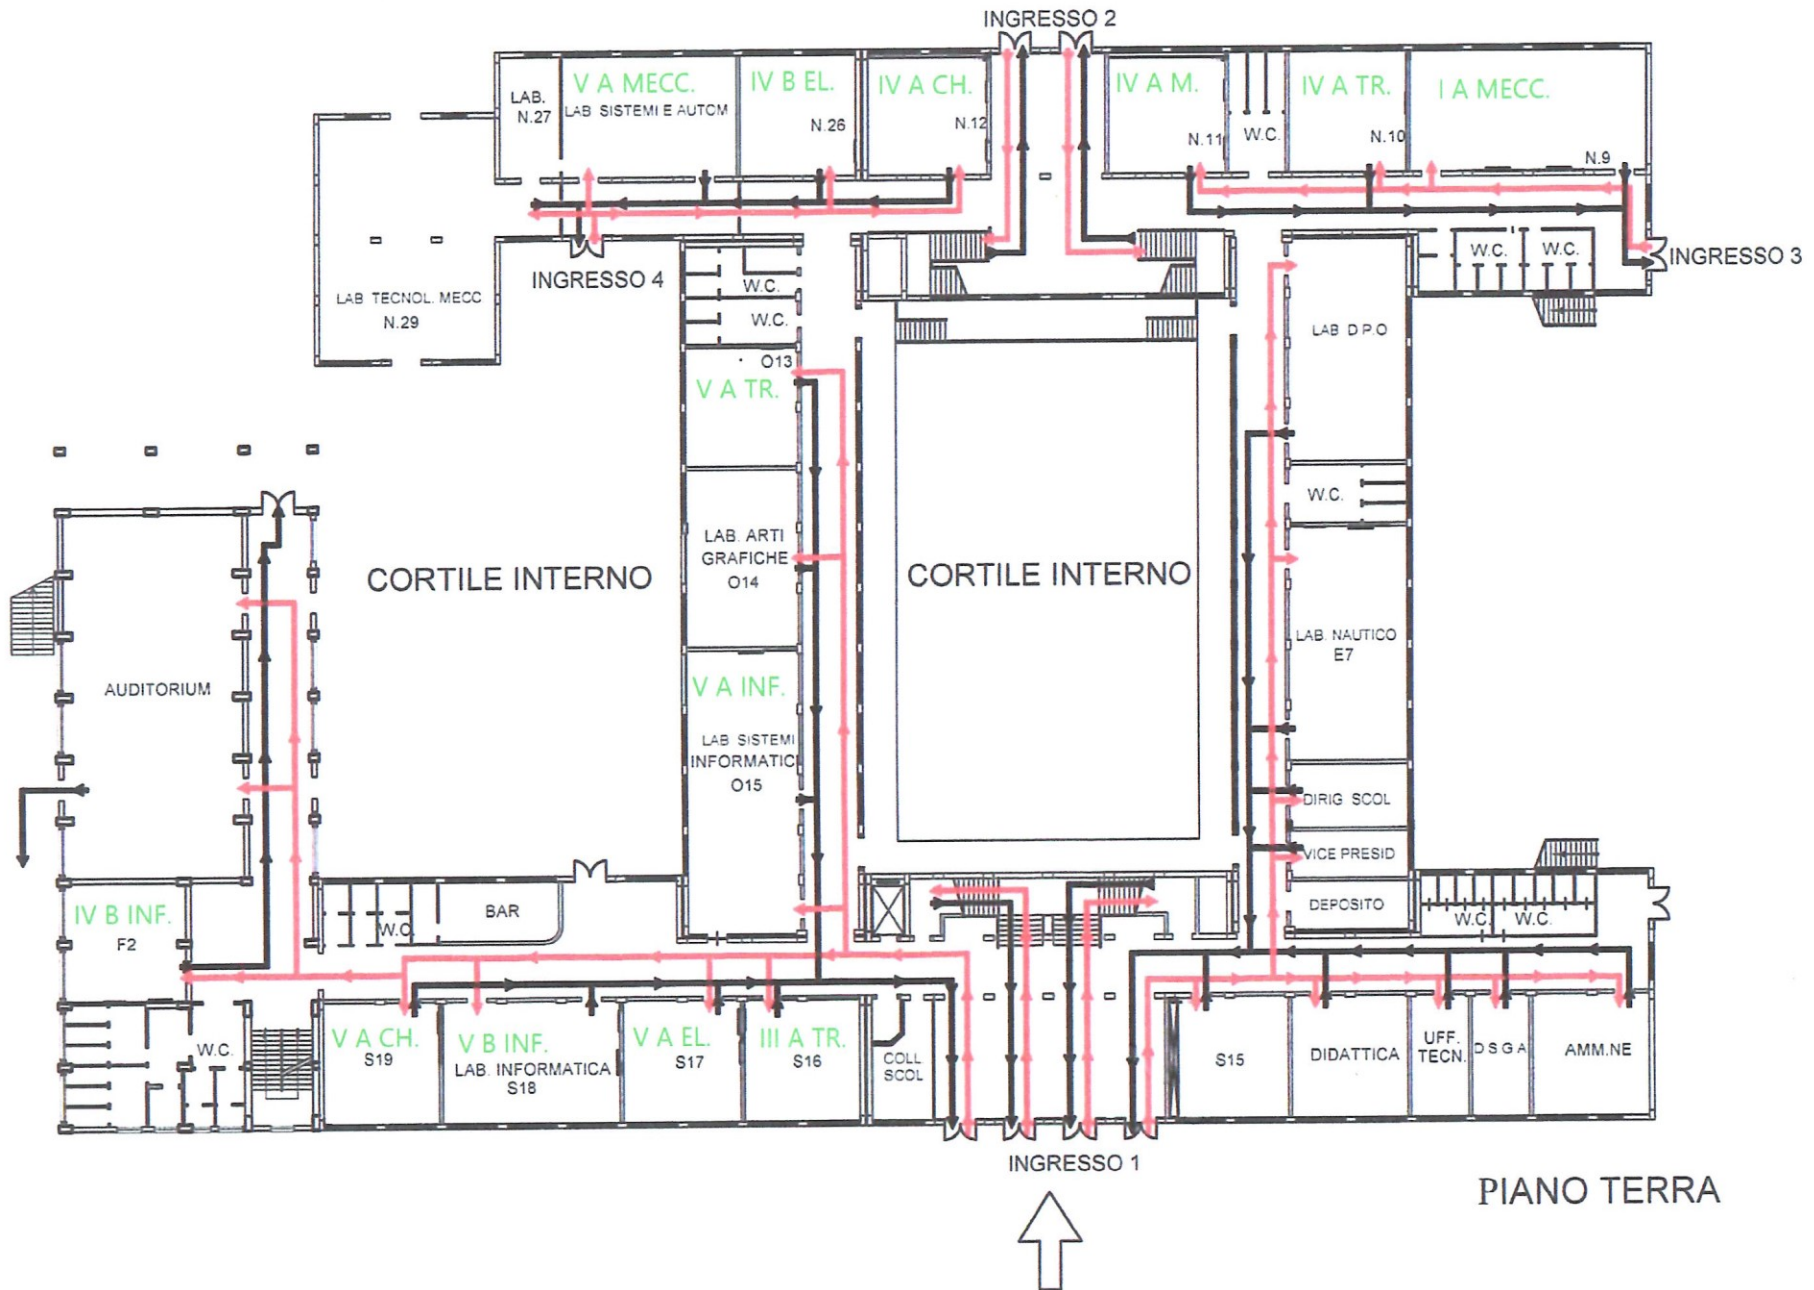 INGRESSO 2
V A MECC.
LAB SISTEMI E AUTOM
LAB.
N.27
IV B EL.
N.26
IV A CH.
N.12
IV A M.
N.11
W.C.
IV A TR.
N.10
I A MECC.
N.9
INGRESSO 4
INGRESSO 3
W.C.
W.C.
W.C.
W.C.
LAB TECNOL. MECC
N.29
LAB D.P.O
O13
V A TR.
W.C.
LAB. ARTI
GRAFICHE
O14
CORTILE INTERNO
CORTILE INTERNO
LAB. NAUTICO
E7
AUDITORIUM
V A INF.
LAB SISTEMI
INFORMATIC
O15
DIRIG SCOL
VICE PRESID
DEPOSITO
IV B INF.
F2
BAR
W.C.
W.C.
W.C.
V A CH.
S19
V B INF.
LAB. INFORMATICA
S18
V A EL.
S17
III A TR.
S16
COLL
SCOL
S15
DIDATTICA
UFF.
TECN.
D S G A
AMM.NE
W.C.
INGRESSO 1
PIANO TERRA